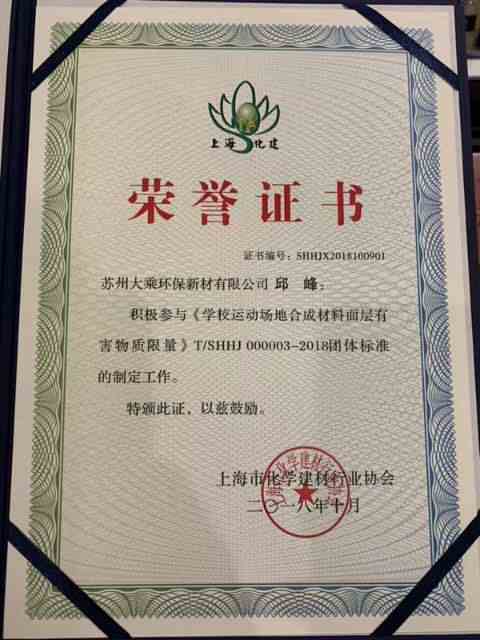 上海化建
荣誉证书
证书编号：SHHJX2018100901
苏州大乘环保新材有限公司 邱 峰：
积极参与《学校运动场地合成材料面层有
害物质限量》T/SHHJ 000003-2018团体标准
的制定工作。
特颁此证，以兹鼓励。
上海市化学建材行业协会
二〇一八年十月